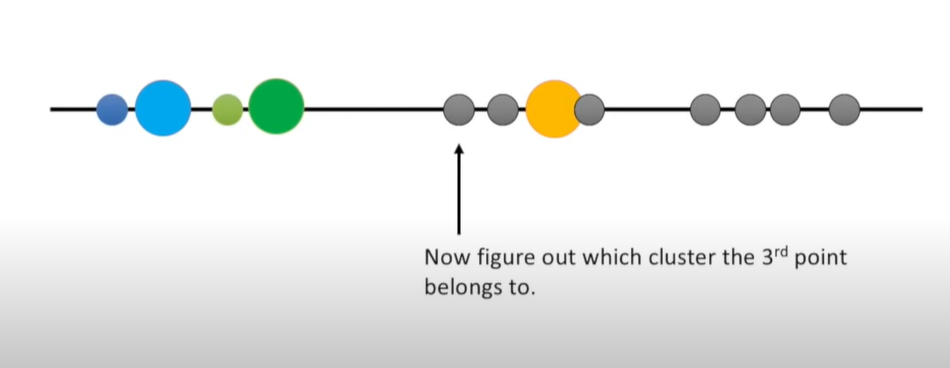 Now figure out which cluster the 3rd point
belongs to.